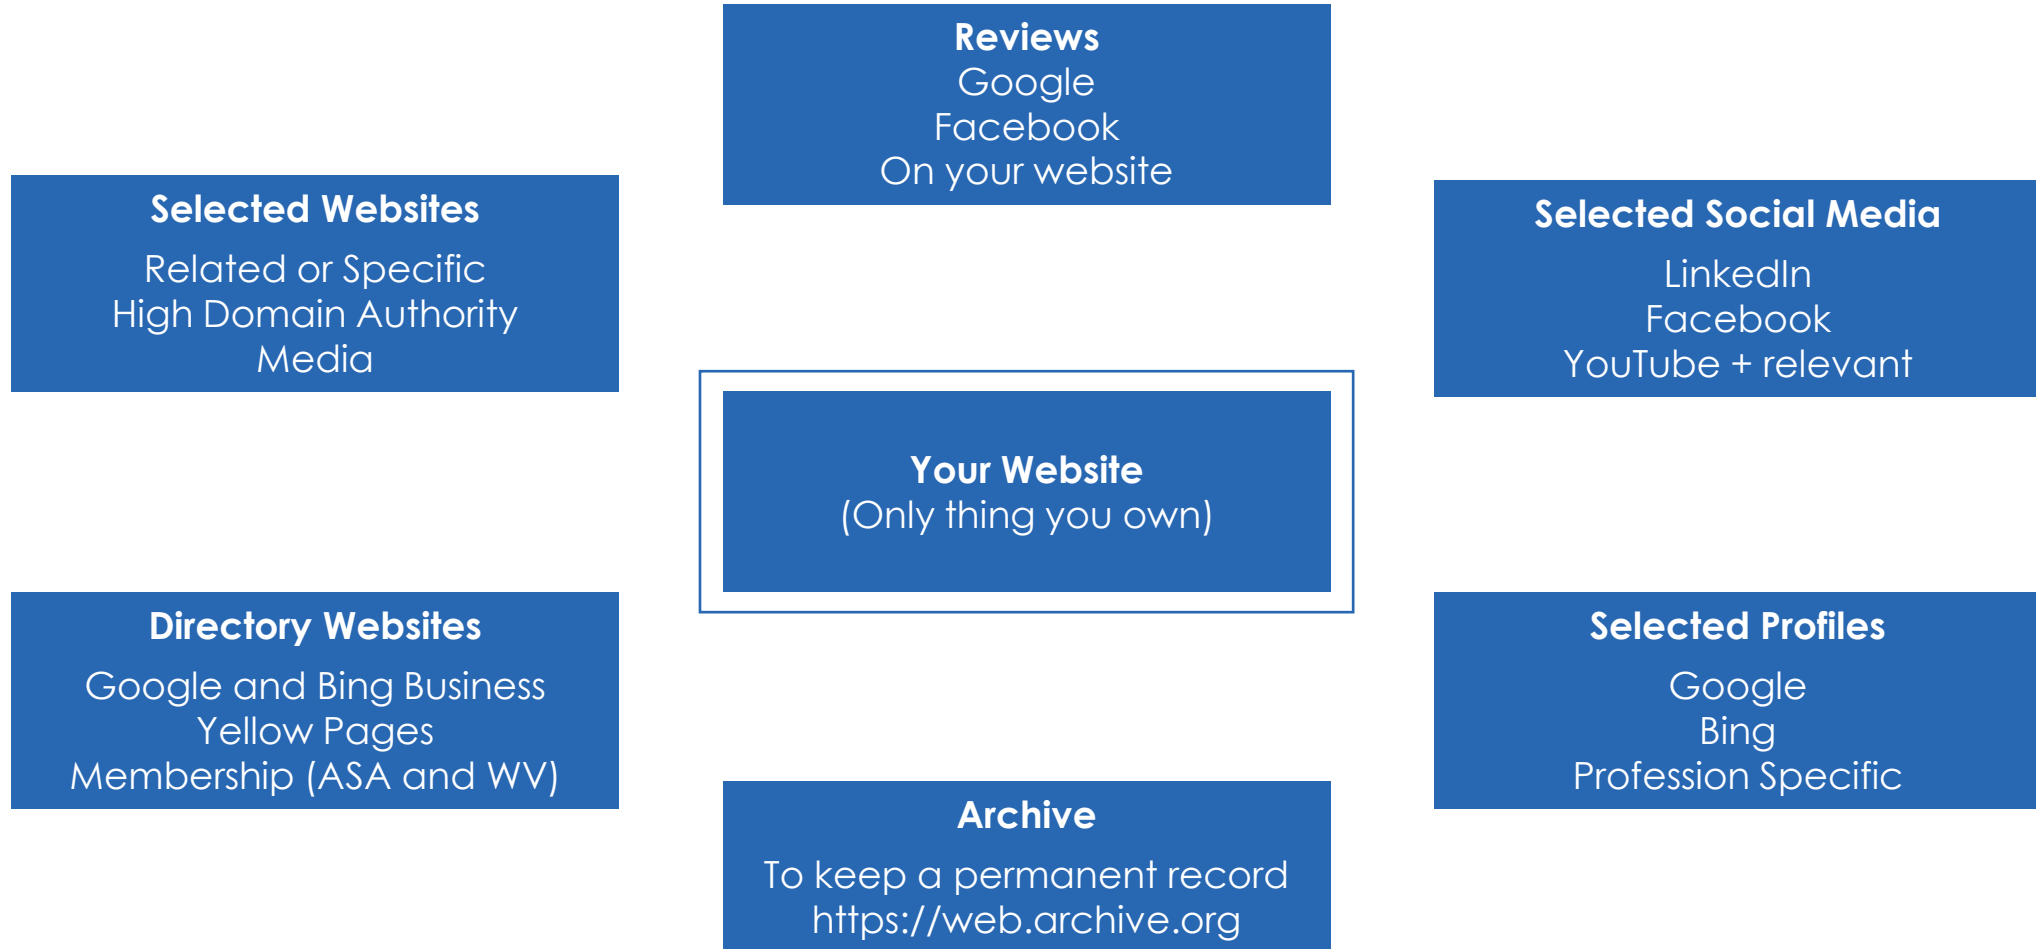 Reviews
Google
Facebook
On your website
Selected Websites
Related or Specific
High Domain Authority
Media
Selected Social Media
LinkedIn
Facebook
YouTube + relevant
Your Website
(Only thing you own)
Directory Websites
Google and Bing Business
Yellow Pages
Membership (ASA and WV)
Selected Profiles
Google
Bing
Profession Specific
Archive
To keep a permanent record
https://web.archive.org